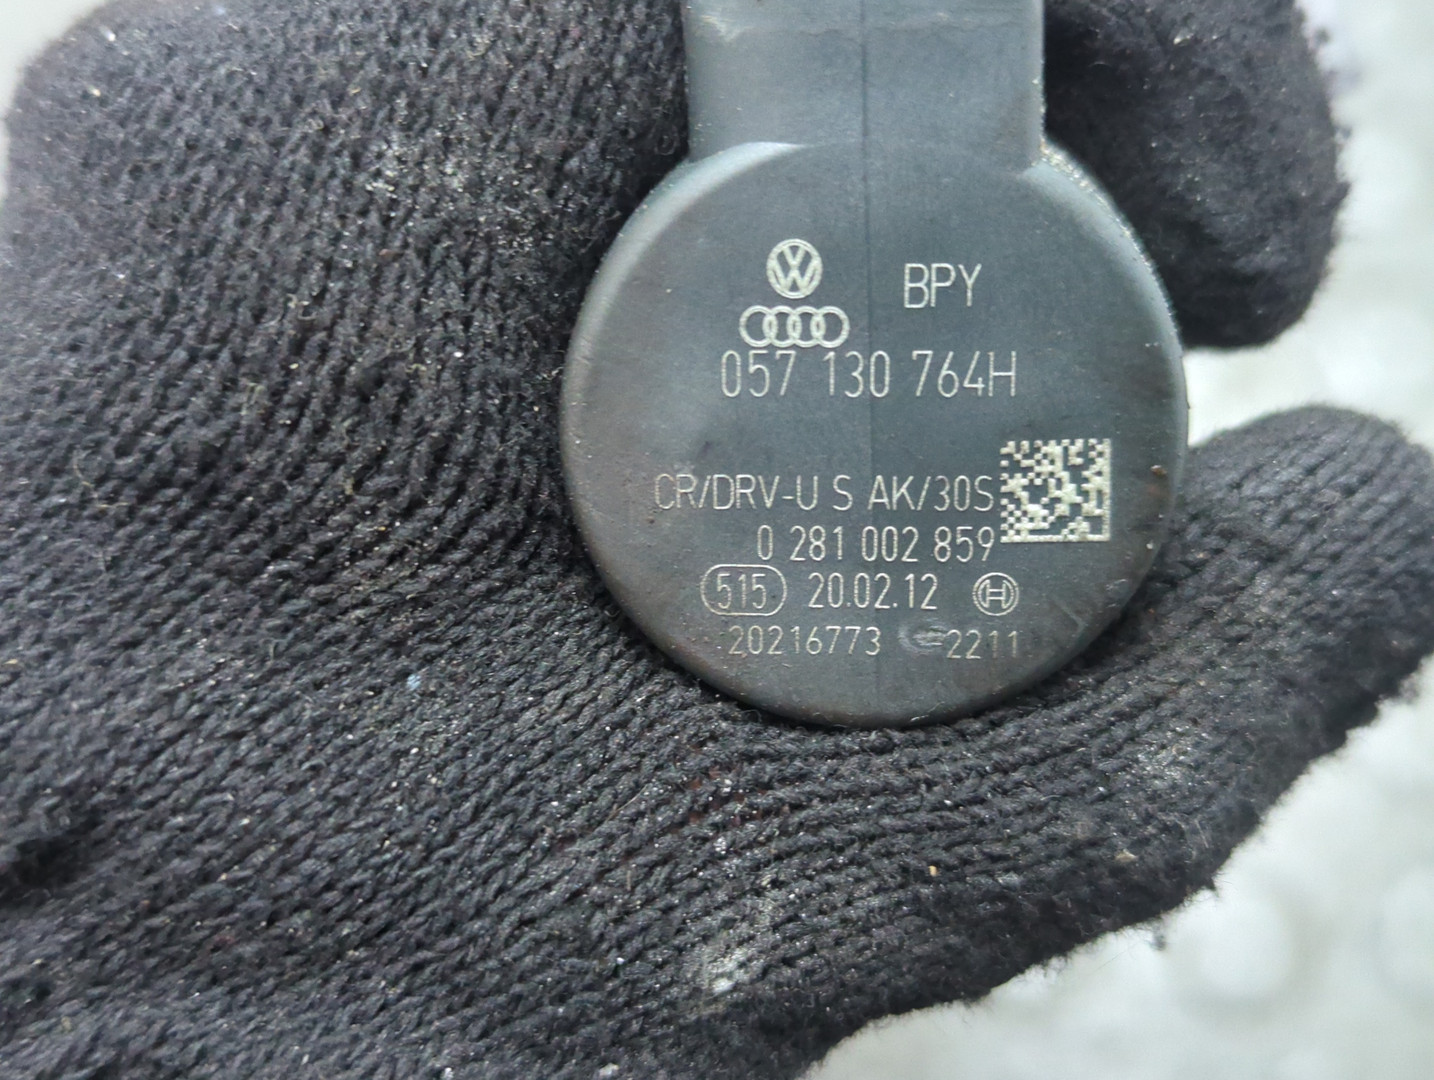 BPY
057 130 764H
CR/DRV-U S AK/30S
0 281 002 859
515 20.02.12
20216773 2211